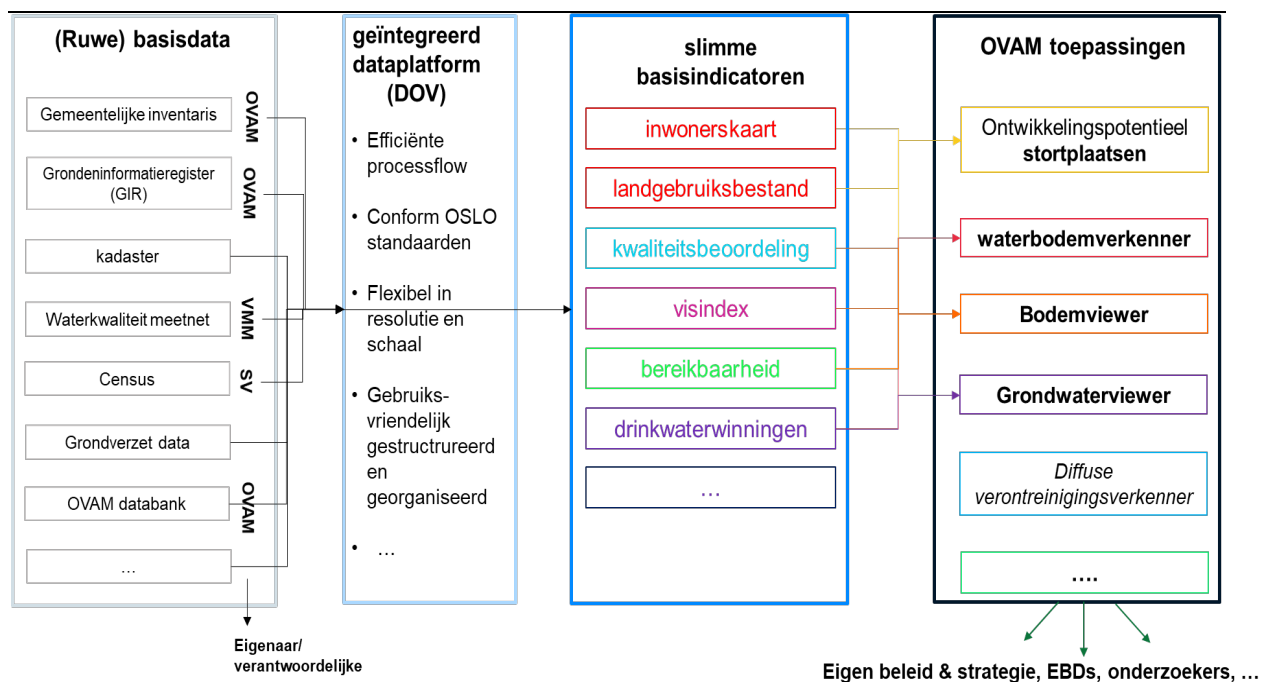 (Ruwe) basisdata
Gemeentelijke inventaris
OVAM
Grondeninformatieregister
(GIR)
OVAM
kadaster
Waterkwaliteit meetnet
VMM
Census
SV
Grondverzet data
OVAM databank
OVAM
...
Eigenaar/
verantwoordelijke
geïntegreerd
dataplatform
(DOV)
• Efficiënte
processflow
• Conform OSLO
standaarden
• Flexibel in
resolutie en
schaal
• Gebruiks-
vriendelijk
gestructrureerd
en
georganiseerd
• ...
slimme
basisindicatoren
inwonerskaart
landgebruiksbestand
kwaliteitsbeoordeling
visindex
bereikbaarheid
drinkwaterwinningen
...
OVAM toepassingen
Ontwikkelingspotentieel
stortplaatsen
waterbodemverkenner
Bodemviewer
Grondwaterviewer
Diffuse
verontreinigingsverkenner
....
Eigen beleid & strategie, EBDs, onderzoekers, ...